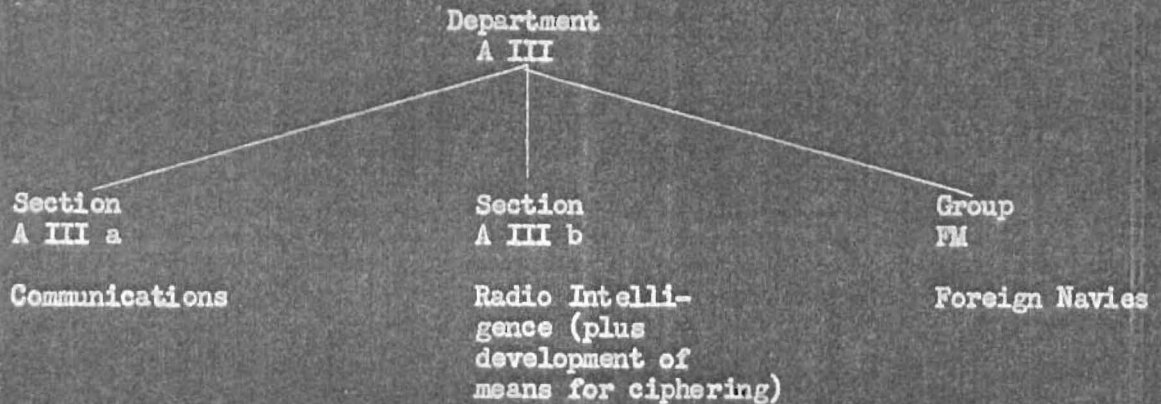 Department
A III
Section
A III a
Communications
Section
A III b
Radio Intelli-
gence (plus
development of
means for ciphering)
Group
FM
Foreign Navies